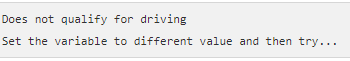 Does not qualify for driving
Set the variable to different value and then try...